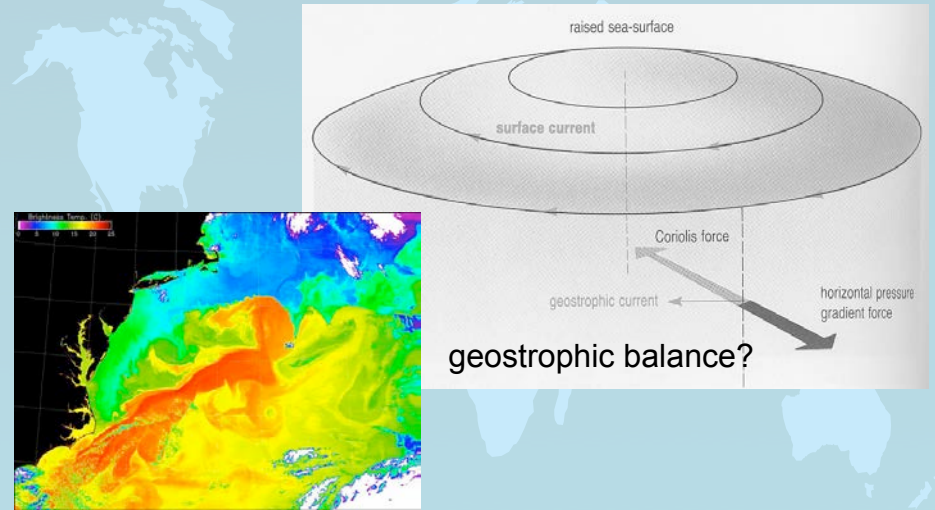 raised sea-surface
surface current
Coriolis force
geostrophic current
horizontal pressure
gradient force
geostrophic balance?
Brightness Temp. (C)
0 5 10 15 20 25